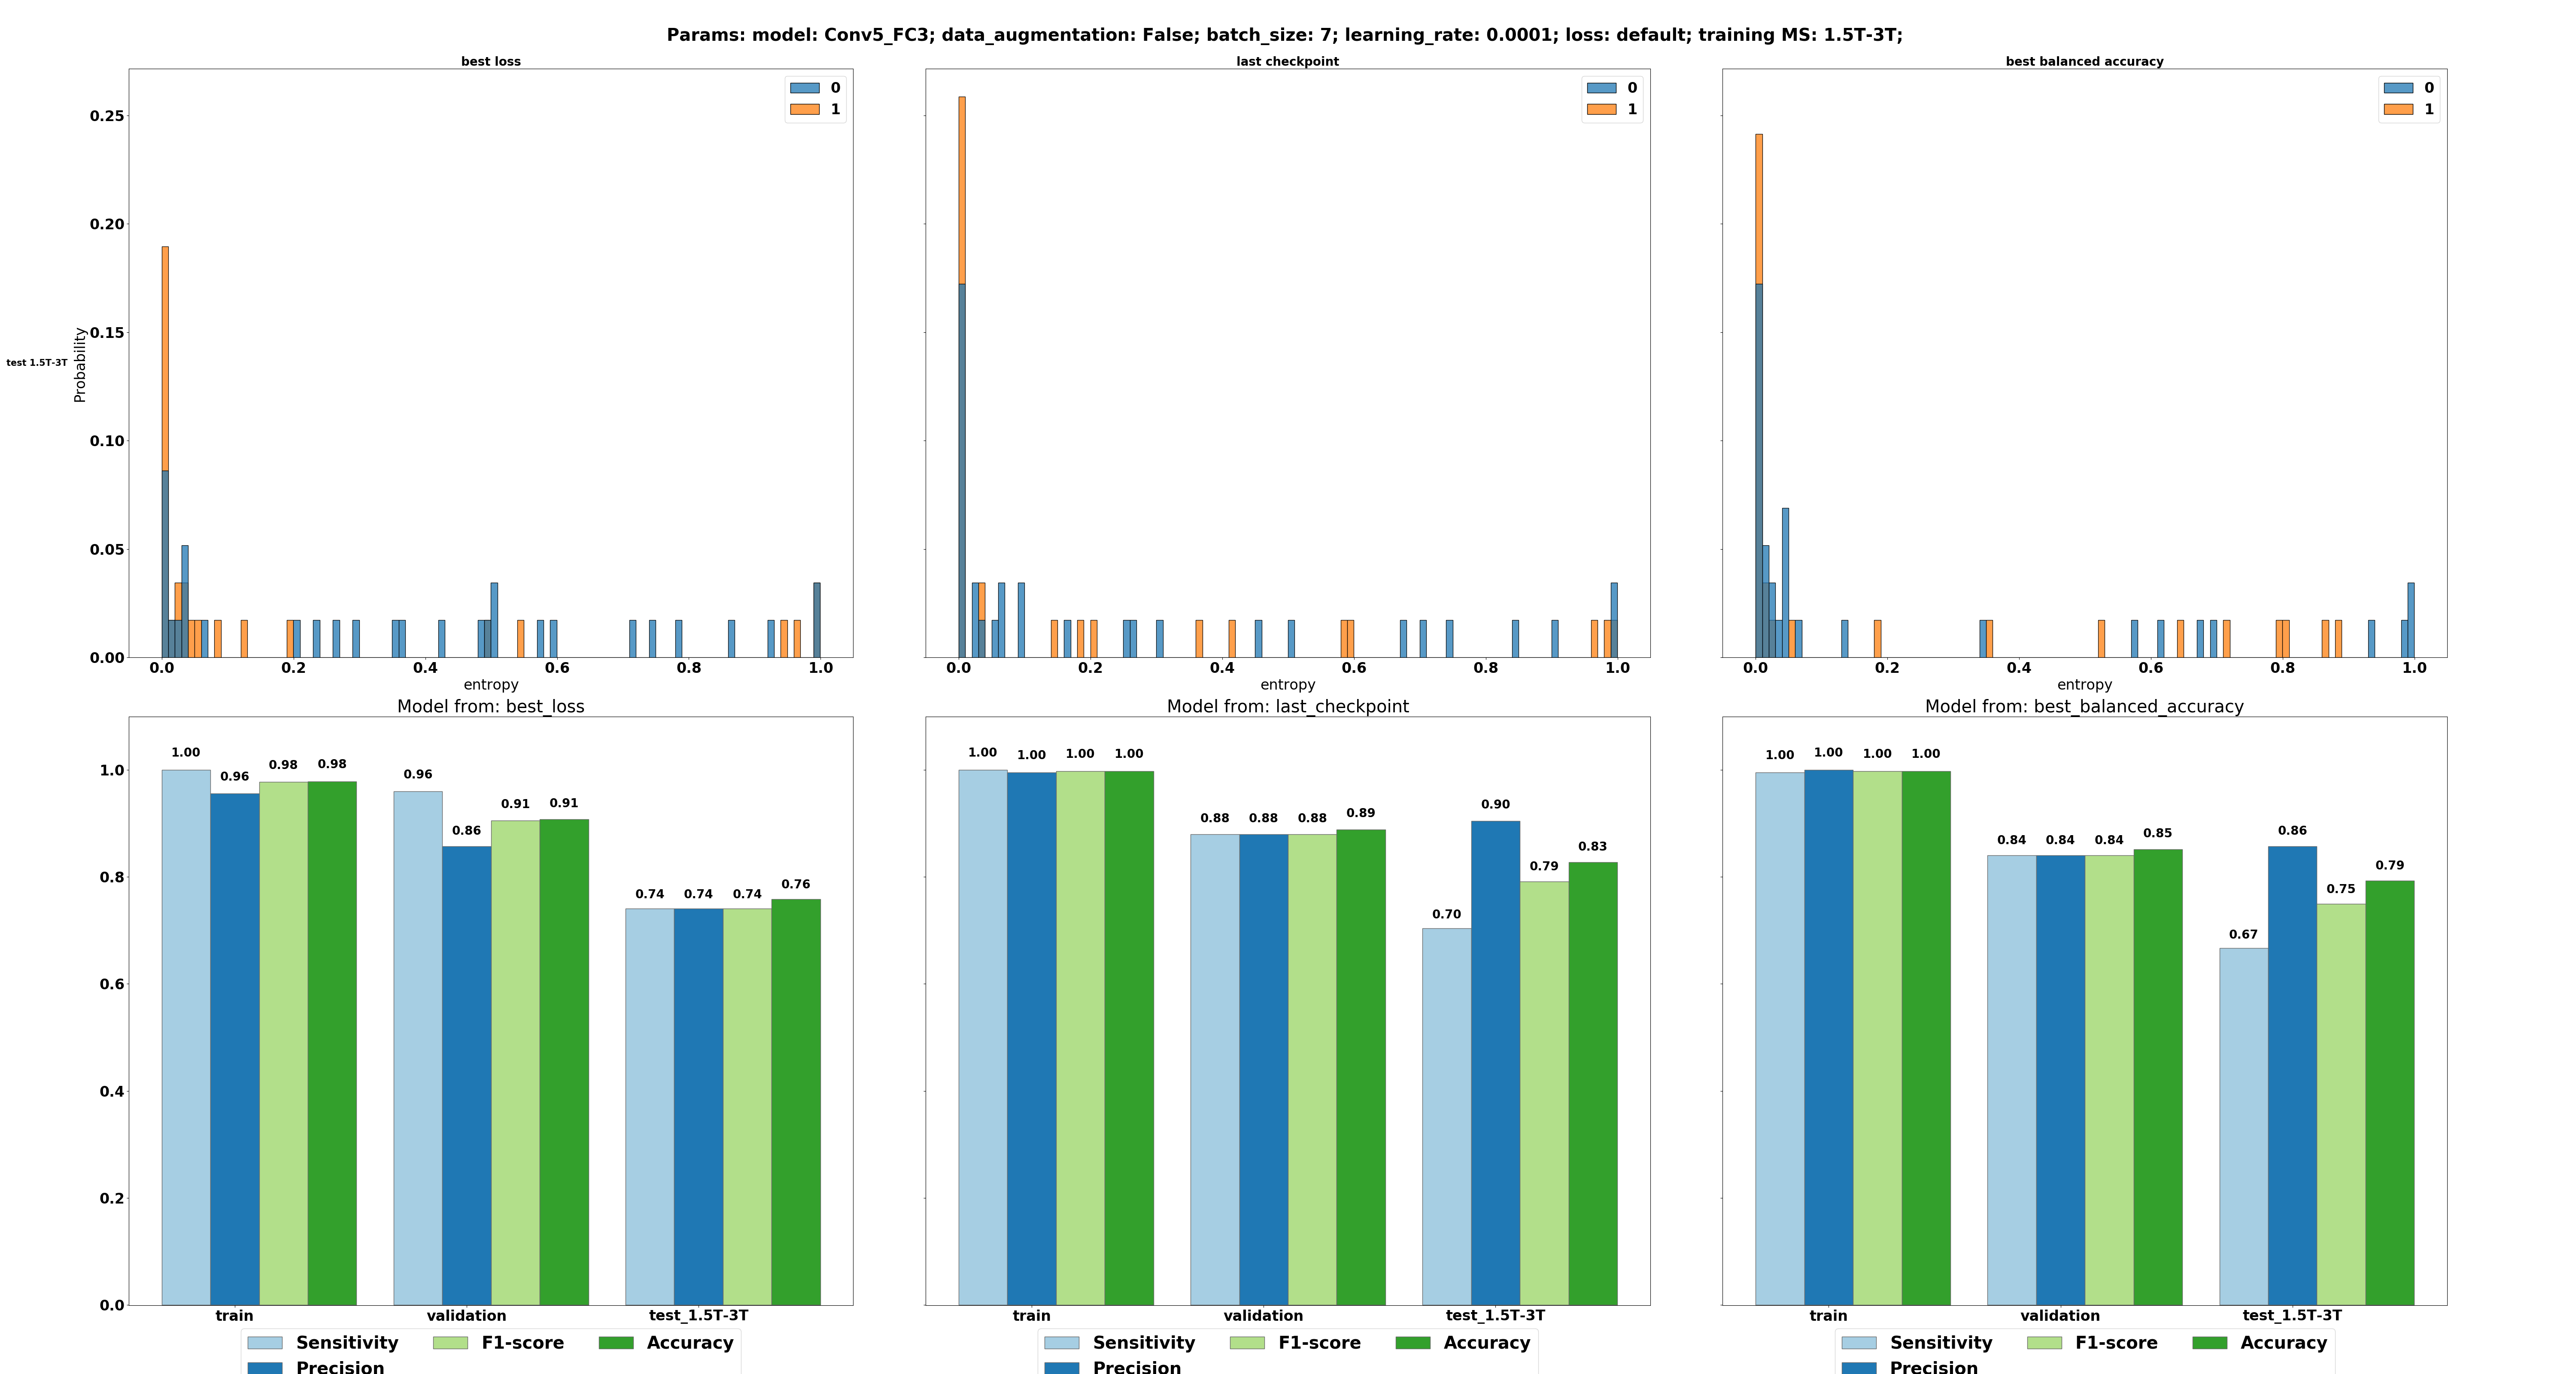 Params: model: Conv5_FC3; data_augmentation: False; batch_size: 7; learning_rate: 0.0001; loss: default; training MS: 1.5T-3T;
best loss
last checkpoint
best balanced accuracy
0
1
0
1
0
1
test 1.5T-3T
Probability
0.25
0.20
0.15
0.10
0.05
0.00
0.0 0.2 0.4 0.6 0.8 1.0
0.0 0.2 0.4 0.6 0.8 1.0
0.0 0.2 0.4 0.6 0.8 1.0
entropy
entropy
entropy
Model from: best_loss
1.0
0.8
0.6
0.4
0.2
0.0
1.00 0.96 0.98 0.98
0.96 0.86 0.91 0.91
0.74 0.74 0.74 0.76
train validation test_1.5T-3T
Sensitivity F1-score Accuracy
Precision
Model from: last_checkpoint
1.00 1.00 1.00 1.00
0.88 0.88 0.88 0.89
0.70 0.90 0.79 0.83
train validation test_1.5T-3T
Sensitivity F1-score Accuracy
Precision
Model from: best_balanced_accuracy
1.00 1.00 1.00 1.00
0.84 0.84 0.84 0.85
0.67 0.86 0.75 0.79
train validation test_1.5T-3T
Sensitivity F1-score Accuracy
Precision